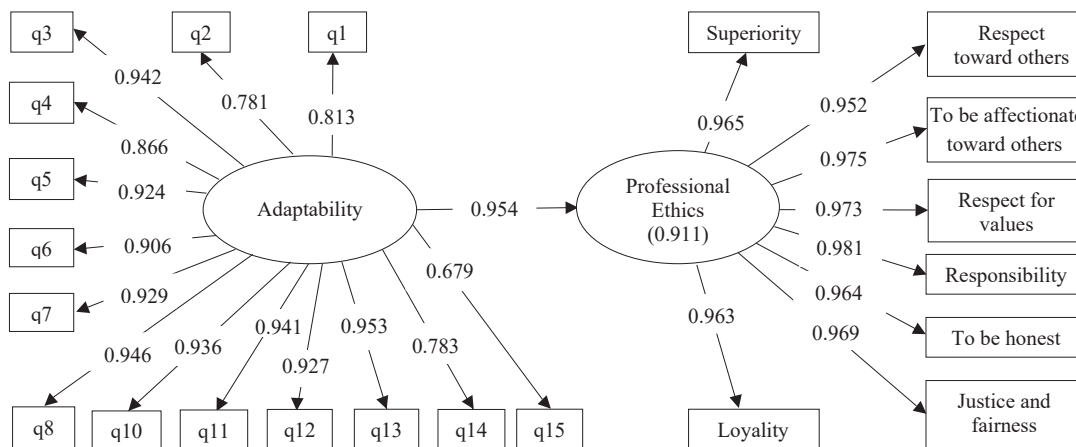 q3
q2
q1
Superiority
Respect
toward others
0.942
0.781
0.813
0.965
0.952
q4
To be affectionate
toward others
0.866
0.975
q5
0.924
Adaptability
0.954
Professional
Ethics
(0.911)
0.973
Respect for
values
q6
0.906
0.981
Responsibility
q7
0.929
0.679
0.964
0.963
0.969
To be honest
0.946
0.936
0.941
0.927
0.953
0.783
q8
q10
q11
q12
q13
q14
q15
Loyality
Justice and
fairness